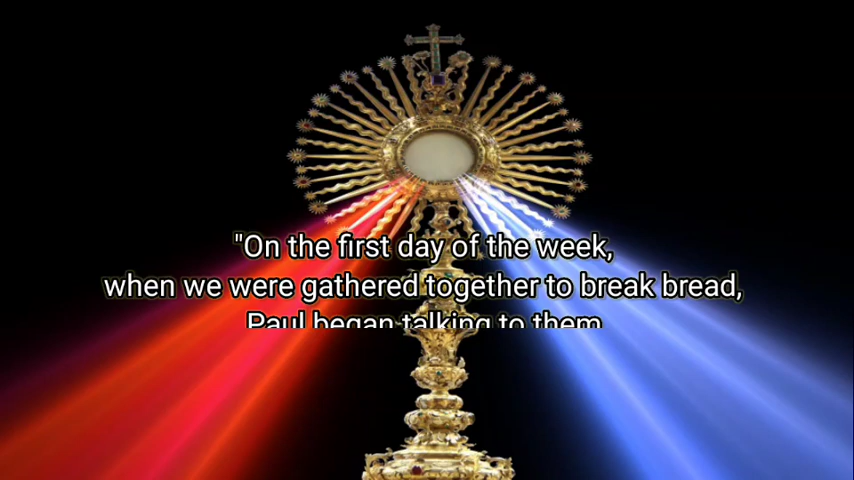 "On the first day of the week,
when we were gathered together to break bread,
Paul began talking to them